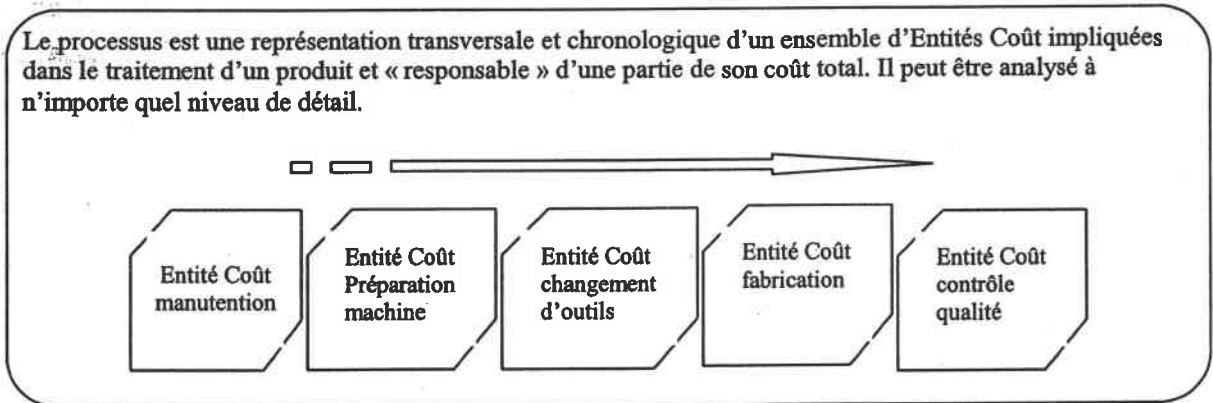 Le processus est une représentation transversale et chronologique d'un ensemble d'Entités Coût impliquées
dans le traitement d'un produit et « responsable » d'une partie de son coût total. Il peut être analysé à
n'importe quel niveau de détail.
Entité Coût
manutention
Entité Coût
Préparation
machine
Entité Coût
changement
d'outils
Entité Coût
fabrication
Entité Coût
contrôle
qualité